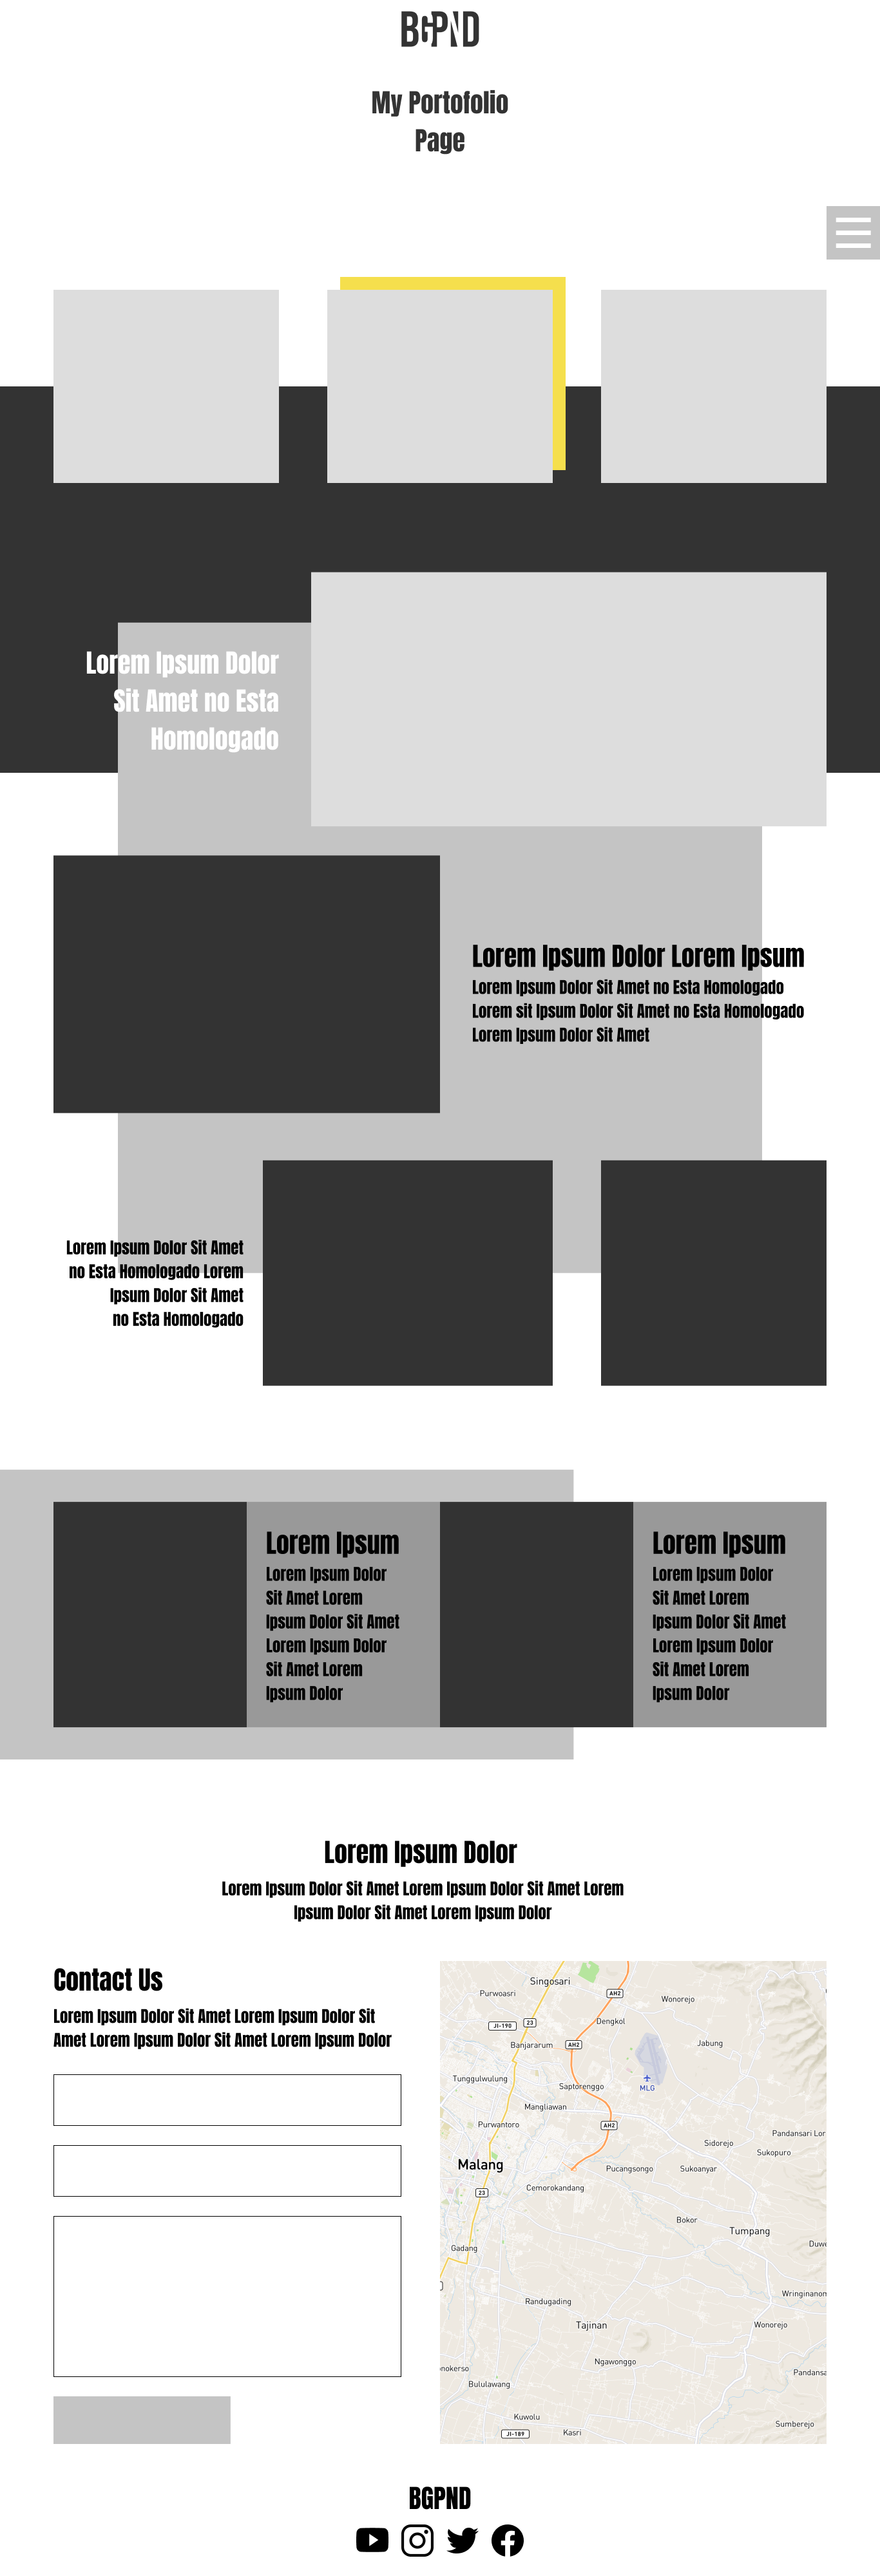 BGPND
My Portofolio
Page
Lorem Ipsum Dolor
Sit Amet no Esta
Homologado
Lorem Ipsum Dolor Lorem Ipsum
Lorem Ipsum Dolor Sit Amet no Esta Homologado
Lorem sit Ipsum Dolor Sit Amet no Esta Homologado
Lorem Ipsum Dolor Sit Amet
Lorem Ipsum Dolor Sit Amet
no Esta Homologado Lorem
Ipsum Dolor Sit Amet
no Esta Homologado
Lorem Ipsum
Lorem Ipsum Dolor
Sit Amet Lorem
Ipsum Dolor Sit Amet
Lorem Ipsum Dolor
Sit Amet Lorem
Ipsum Dolor
Lorem Ipsum
Lorem Ipsum Dolor
Sit Amet Lorem
Ipsum Dolor Sit Amet
Lorem Ipsum Dolor
Sit Amet Lorem
Ipsum Dolor
Lorem Ipsum Dolor
Lorem Ipsum Dolor Sit Amet Lorem Ipsum Dolor Sit Amet Lorem
Ipsum Dolor Sit Amet Lorem Ipsum Dolor
Contact Us
Lorem Ipsum Dolor Sit Amet Lorem Ipsum Dolor Sit
Amet Lorem Ipsum Dolor Sit Amet Lorem Ipsum Dolor
Singosari
Purwoasri
AH2
Wonorejo
JI-190
23
Dengkol
Banjararum
AH2
Jabung
Tunggulwulung
Saptorenggo
MLG
Mangliawan
Purwantoro
AH2
Pandansari Lor
Sidorejo
Sukopuro
Malang
Pucangsongo
Sukoanyar
Cemorokandang
23
Bokor
Tumpang
Gadang
Duwe
Wringinanom
Randugading
Tajinan
Wonorejo
Ngawonggo
onokerso
Pandansa
Bululawang
Kuwolu
Sumberejo
JI-189
Kasri
BGPND